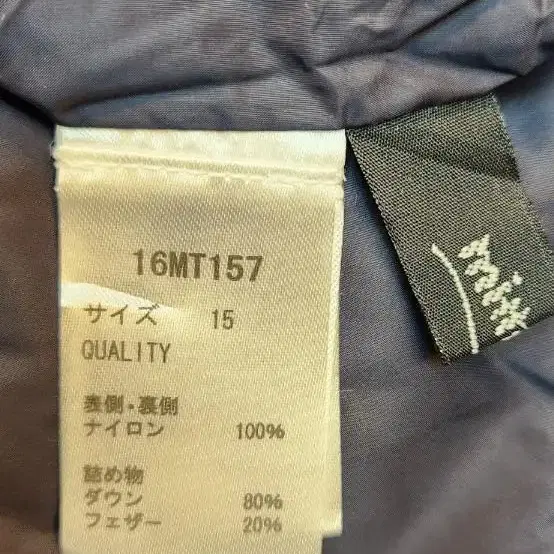 16MT157
サイズ 15
QUALITY
表側・裏側
ナイロン 100%
詰め物
ダウン 80%
フェザー 20%